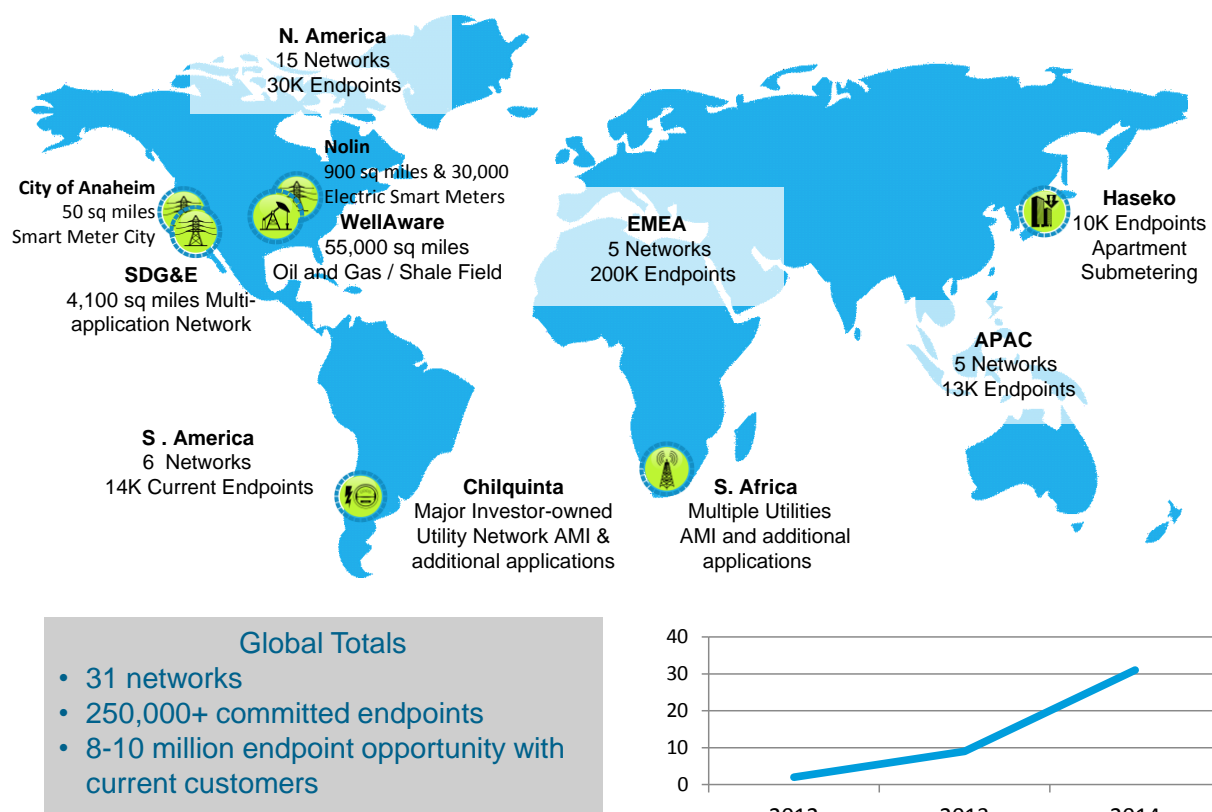 N. America
15 Networks
30K Endpoints
Nolin
900 sq miles & 30,000
Electric Smart Meters
City of Anaheim
50 sq miles
Smart Meter City
WellAware
55,000 sq miles
Oil and Gas / Shale Field
SDG&E
4,100 sq miles Multi-
application Network
EMEA
5 Networks
200K Endpoints
Haseko
10K Endpoints
Apartment
Submetering
APAC
5 Networks
13K Endpoints
S . America
6 Networks
14K Current Endpoints
Chilquinta
Major Investor-owned
Utility Network AMI &
additional applications
S. Africa
Multiple Utilities
AMI and additional
applications
Global Totals
• 31 networks
• 250,000+ committed endpoints
• 8-10 million endpoint opportunity with
current customers
40
30
20
10
0
2012 2013 2014